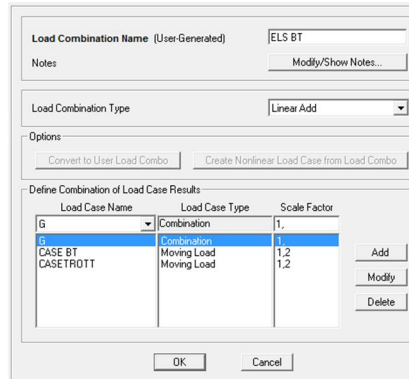 Load Combination Name (User-Generated) ELS BT
Notes Modify/Show Notes...
Load Combination Type Linear Add
Options
Convert to User Load Combo Create Nonlinear Load Case from Load Combo
Define Combination of Load Case Results
Load Case Name Load Case Type Scale Factor
G Combination 1,
G Combination 1,
CASE BT Moving Load 1,2
CASETROTT Moving Load 1,2
Add
Modify
Delete
OK Cancel